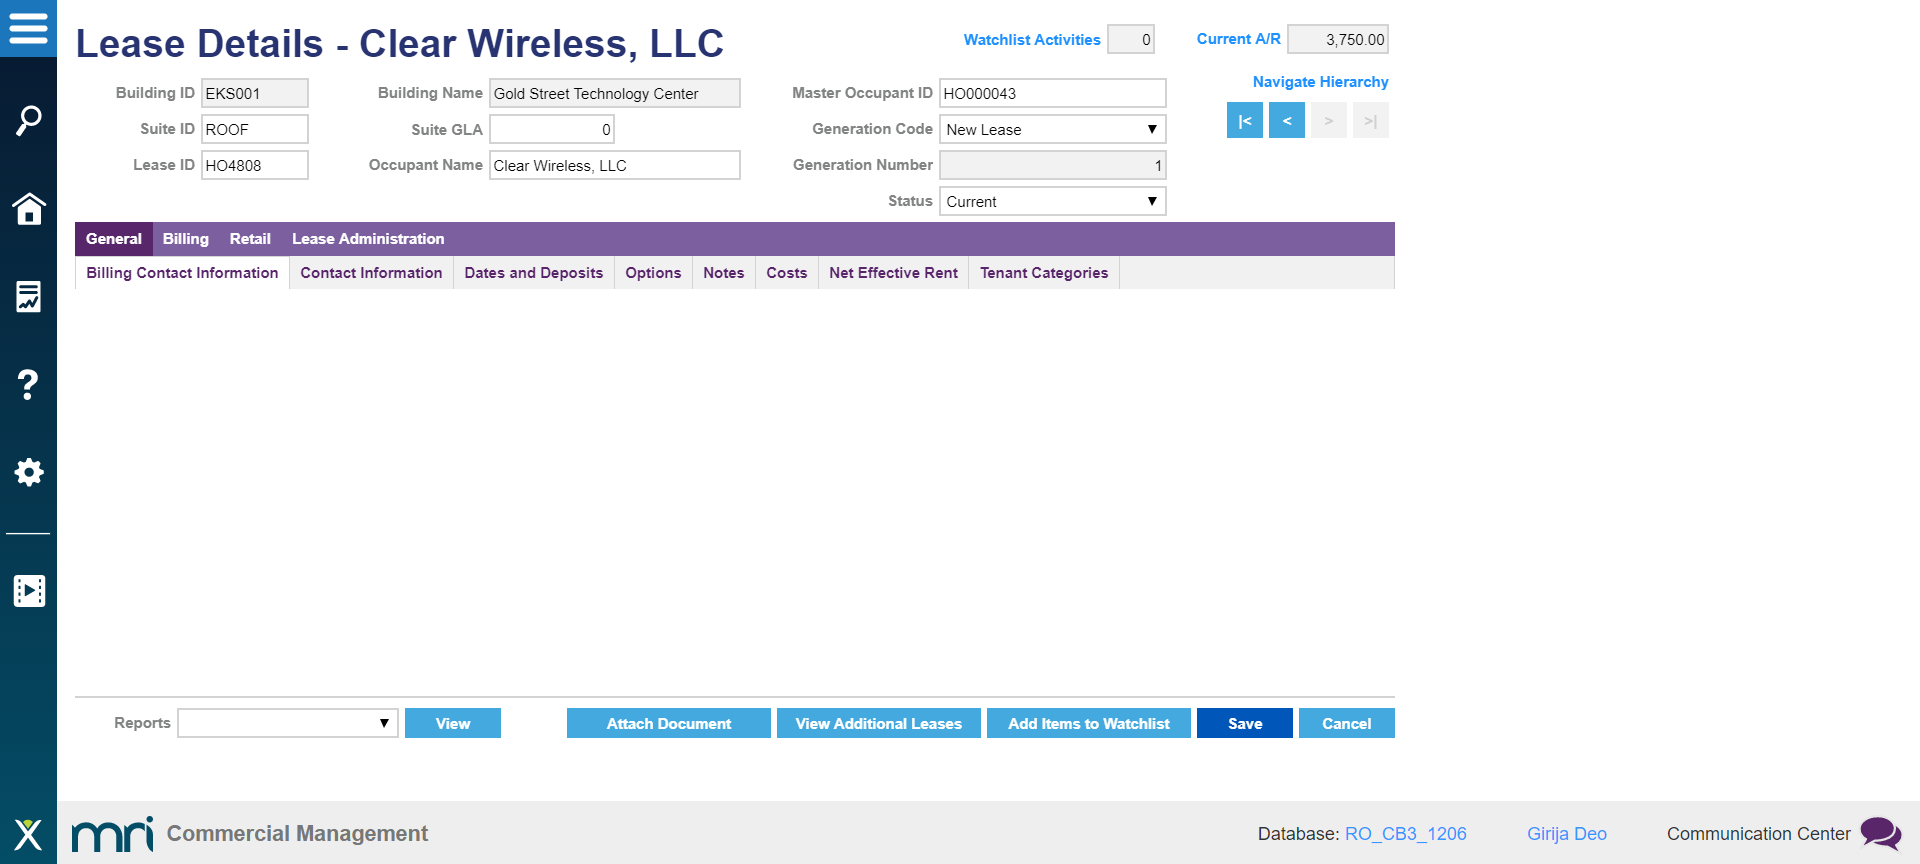 Lease Details - Clear Wireless, LLC
Watchlist Activities 0 Current A/R 3,750.00
Navigate Hierarchy
|< < > >|
Building ID EKS001 Building Name Gold Street Technology Center Master Occupant ID HO000043
Suite ID ROOF Suite GLA 0 Generation Code New Lease
Lease ID HO4808 Occupant Name Clear Wireless, LLC Generation Number 1
Status Current
General Billing Retail Lease Administration
Billing Contact Information Contact Information Dates and Deposits Options Notes Costs Net Effective Rent Tenant Categories
Reports View Attach Document View Additional Leases Add Items to Watchlist Save Cancel
mri Commercial Management Database: RO_CB3_1206 Girija Deo Communication Center